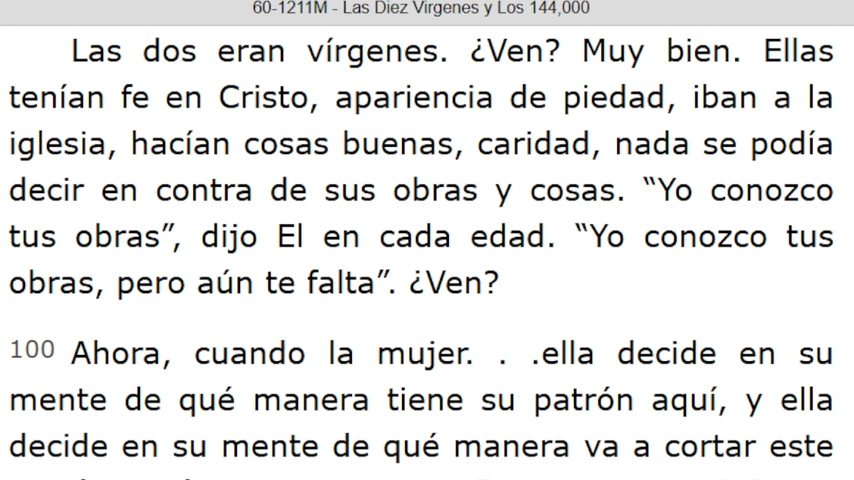 60-1211M - Las Diez Virgenes y Los 144,000
Las dos eran vírgenes. ¿Ven? Muy bien. Ellas
tenían fe en Cristo, apariencia de piedad, iban a la
iglesia, hacían cosas buenas, caridad, nada se podía
decir en contra de sus obras y cosas. “Yo conozco
tus obras”, dijo El en cada edad. “Yo conozco tus
obras, pero aún te falta”. ¿Ven?
100 Ahora, cuando la mujer. . .ella decide en su
mente de qué manera tiene su patrón aquí, y ella
decide en su mente de qué manera va a cortar este